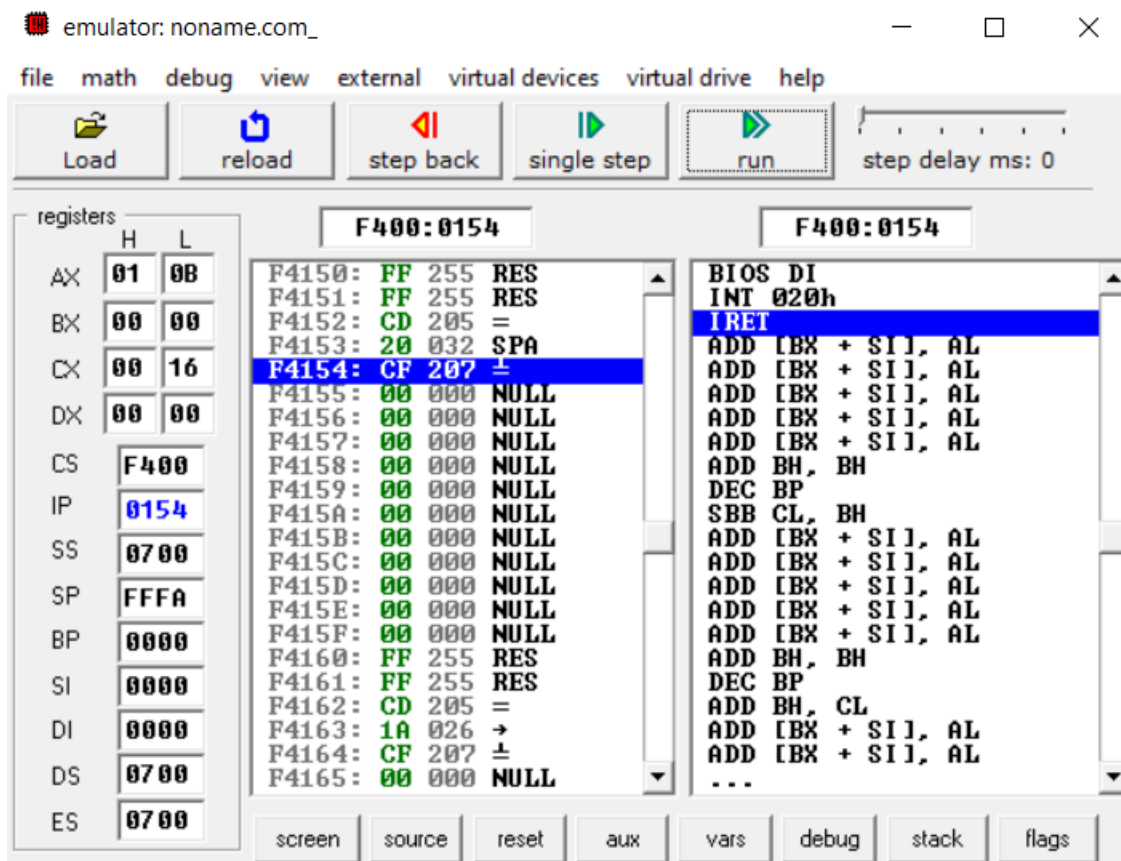 emulator: noname.com_
file math debug view external virtual devices virtual drive help
Load reload step back single step run step delay ms: 0
registers
H L
AX 01 0B
BX 00 00
CX 00 16
DX 00 00
CS F400
IP 0154
SS 0700
SP FFFA
BP 0000
SI 0000
DI 0000
DS 0700
ES 0700
F400:0154
F4150: FF 255 RES
F4151: FF 255 RES
F4152: CD 205 =
F4153: 20 032 SPA
F4154: CF 207 ╧
F4155: 00 000 NULL
F4156: 00 000 NULL
F4157: 00 000 NULL
F4158: 00 000 NULL
F4159: 00 000 NULL
F415A: 00 000 NULL
F415B: 00 000 NULL
F415C: 00 000 NULL
F415D: 00 000 NULL
F415E: 00 000 NULL
F415F: 00 000 NULL
F4160: FF 255 RES
F4161: FF 255 RES
F4162: CD 205 =
F4163: 1A 026 →
F4164: CF 207 ╧
F4165: 00 000 NULL
F400:0154
BIOS DI
INT 020h
IRET
ADD [BX + SI], AL
ADD [BX + SI], AL
ADD [BX + SI], AL
ADD [BX + SI], AL
ADD [BX + SI], AL
ADD BH, BH
DEC BP
SBB CL, BH
ADD [BX + SI], AL
ADD [BX + SI], AL
ADD [BX + SI], AL
ADD [BX + SI], AL
ADD [BX + SI], AL
ADD BH, BH
DEC BP
ADD BH, CL
ADD [BX + SI], AL
ADD [BX + SI], AL
...
screen source reset aux vars debug stack flags